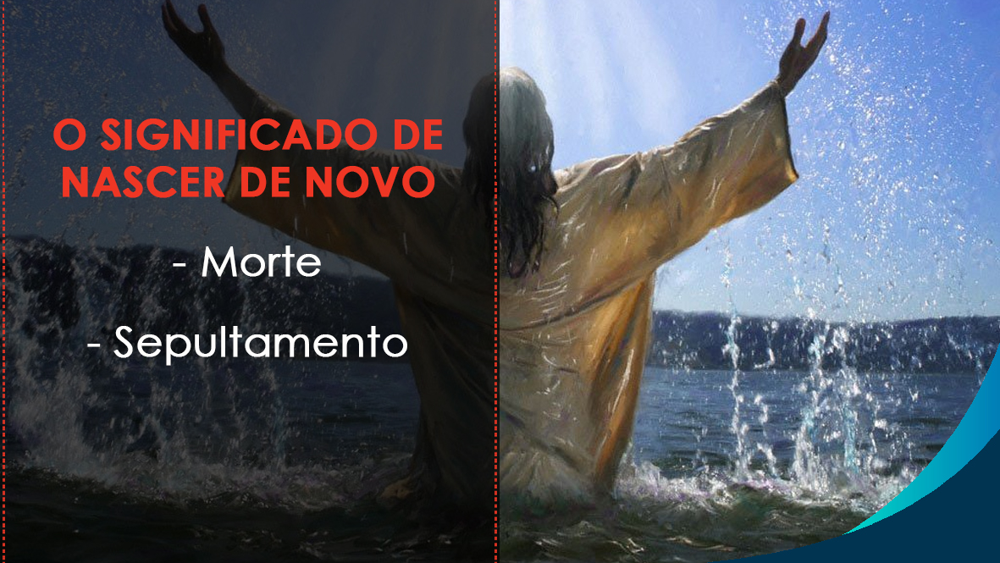 O SIGNIFICADO DE
NASCER DE NOVO
- Morte
- Sepultamento